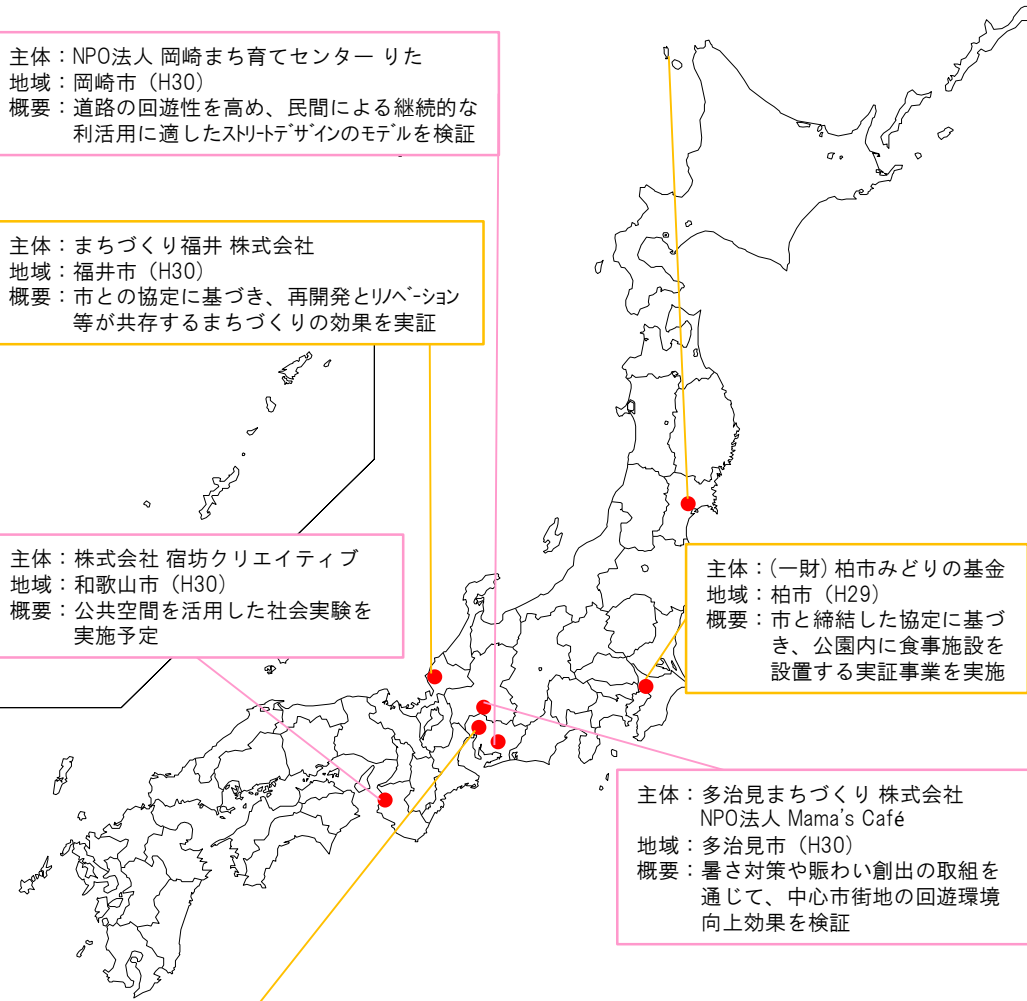 主体：NPO法人 岡崎まち育てセンター りた
地域：岡崎市（H30）
概要：道路の回遊性を高め、民間による継続的な
利活用に適したｽﾄﾘｰﾄﾃﾞｻﾞｲﾝのモデルを検証
主体：まちづくり福井 株式会社
地域：福井市（H30）
概要：市との協定に基づき、再開発とﾘﾉﾍﾞｰｼｮﾝ
等が共存するまちづくりの効果を実証
主体：株式会社 宿坊クリエイティブ
地域：和歌山市（H30）
概要：公共空間を活用した社会実験を
実施予定
主体：(一財) 柏市みどりの基金
地域：柏市（H29）
概要：市と締結した協定に基づ
き、公園内に食事施設を
設置する実証事業を実施
主体：多治見まちづくり 株式会社
NPO法人 Mama's Café
地域：多治見市（H30）
概要：暑さ対策や賑わい創出の取組を
通じて、中心市街地の回遊環境
向上効果を検証